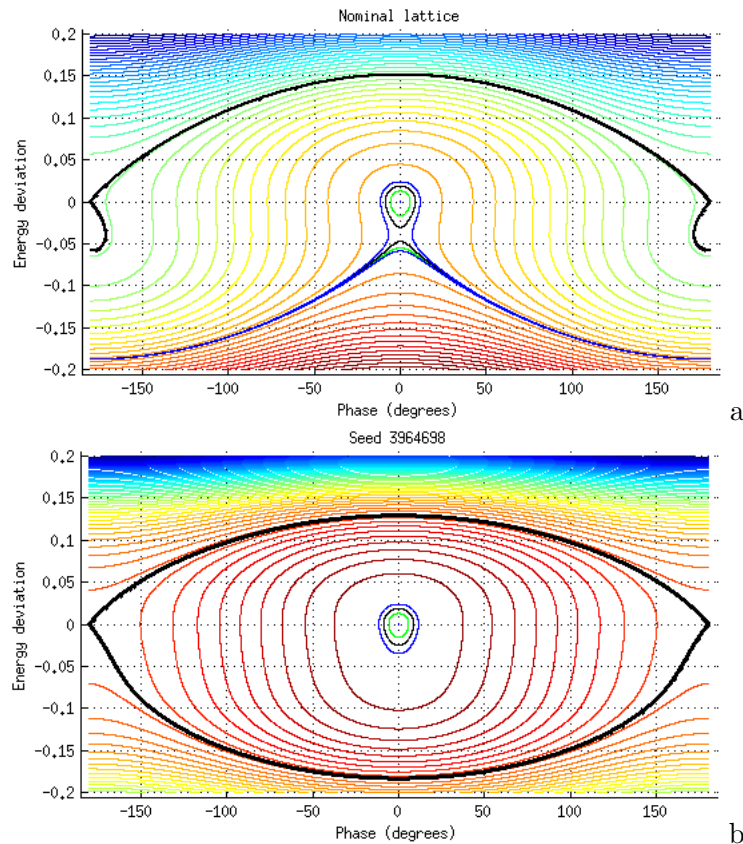 Nominal lattice
0.2
0.15
0.1
0.05
0
-0.05
-0.1
-0.15
-0.2
Energy deviation
-150 -100 -50 0 50 100 150
Phase (degrees)
a
Seed 3964698
0.2
0.15
0.1
0.05
0
-0.05
-0.1
-0.15
-0.2
Energy deviation
-150 -100 -50 0 50 100 150
Phase (degrees)
b